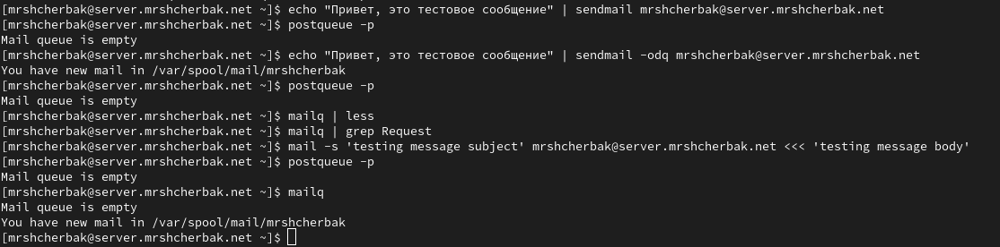 [mrshcherbak@server.mrshcherbak.net ~]$ echo "Привет, это тестовое сообщение" | sendmail mrshcherbak@server.mrshcherbak.net
[mrshcherbak@server.mrshcherbak.net ~]$ postqueue -p
Mail queue is empty
[mrshcherbak@server.mrshcherbak.net ~]$ echo "Привет, это тестовое сообщение" | sendmail -odq mrshcherbak@server.mrshcherbak.net
You have new mail in /var/spool/mail/mrshcherbak
[mrshcherbak@server.mrshcherbak.net ~]$ postqueue -p
Mail queue is empty
[mrshcherbak@server.mrshcherbak.net ~]$ mailq | less
[mrshcherbak@server.mrshcherbak.net ~]$ mailq | grep Request
[mrshcherbak@server.mrshcherbak.net ~]$ mail -s 'testing message subject' mrshcherbak@server.mrshcherbak.net <<< 'testing message body'
[mrshcherbak@server.mrshcherbak.net ~]$ postqueue -p
Mail queue is empty
[mrshcherbak@server.mrshcherbak.net ~]$ mailq
Mail queue is empty
You have new mail in /var/spool/mail/mrshcherbak
[mrshcherbak@server.mrshcherbak.net ~]$